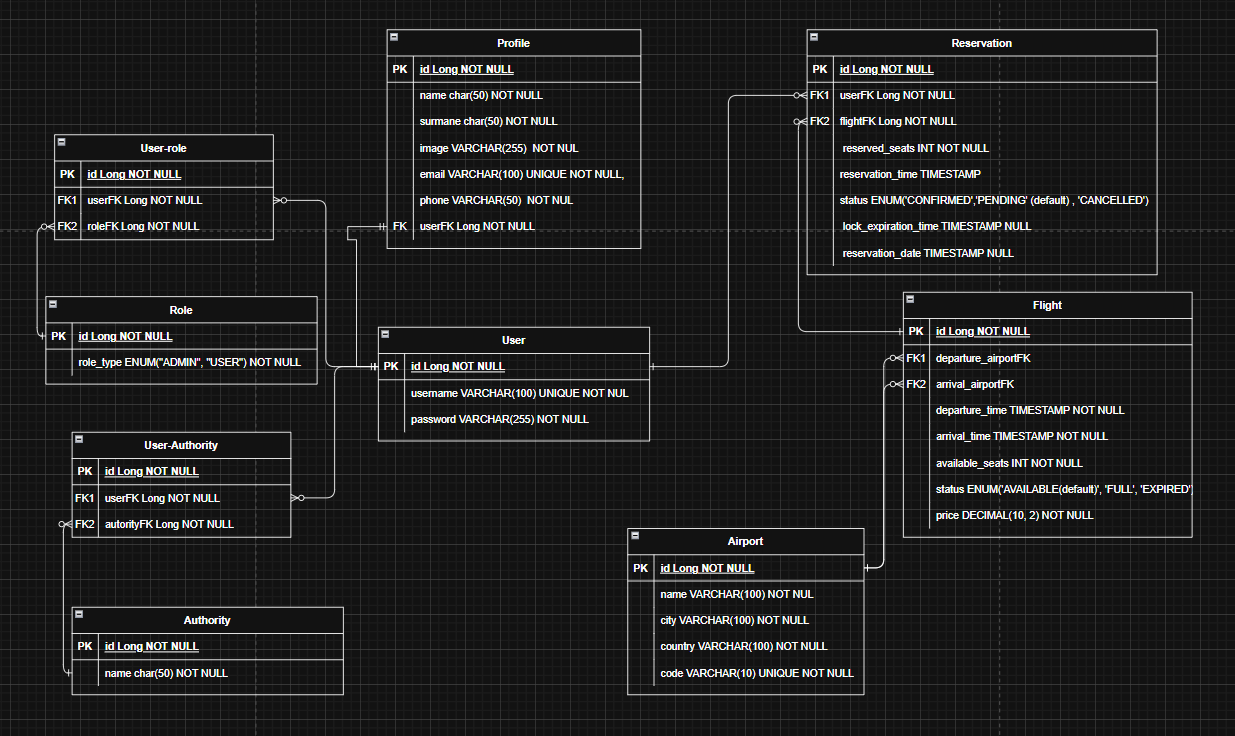 Profile
PK id Long NOT NULL
name char(50) NOT NULL
surmane char(50) NOT NULL
image VARCHAR(255) NOT NUL
email VARCHAR(100) UNIQUE NOT NULL,
phone VARCHAR(50) NOT NUL
FK userFK Long NOT NULL
Reservation
PK id Long NOT NULL
FK1 userFK Long NOT NULL
FK2 flightFK Long NOT NULL
reserved_seats INT NOT NULL
reservation_time TIMESTAMP
status ENUM('CONFIRMED','PENDING' (default) , 'CANCELLED')
lock_expiration_time TIMESTAMP NULL
reservation_date TIMESTAMP NULL
User-role
PK id Long NOT NULL
FK1 userFK Long NOT NULL
FK2 roleFK Long NOT NULL
Role
PK id Long NOT NULL
role_type ENUM("ADMIN", "USER") NOT NULL
User
PK id Long NOT NULL
username VARCHAR(100) UNIQUE NOT NUL
password VARCHAR(255) NOT NULL
Flight
PK id Long NOT NULL
FK1 departure_airportFK
FK2 arrival_airportFK
departure_time TIMESTAMP NOT NULL
arrival_time TIMESTAMP NOT NULL
available_seats INT NOT NULL
status ENUM('AVAILABLE(default)', 'FULL', 'EXPIRED')
price DECIMAL(10, 2) NOT NULL
User-Authority
PK id Long NOT NULL
FK1 userFK Long NOT NULL
FK2 autorityFK Long NOT NULL
Airport
PK id Long NOT NULL
name VARCHAR(100) NOT NUL
city VARCHAR(100) NOT NULL
country VARCHAR(100) NOT NULL
code VARCHAR(10) UNIQUE NOT NULL
Authority
PK id Long NOT NULL
name char(50) NOT NULL